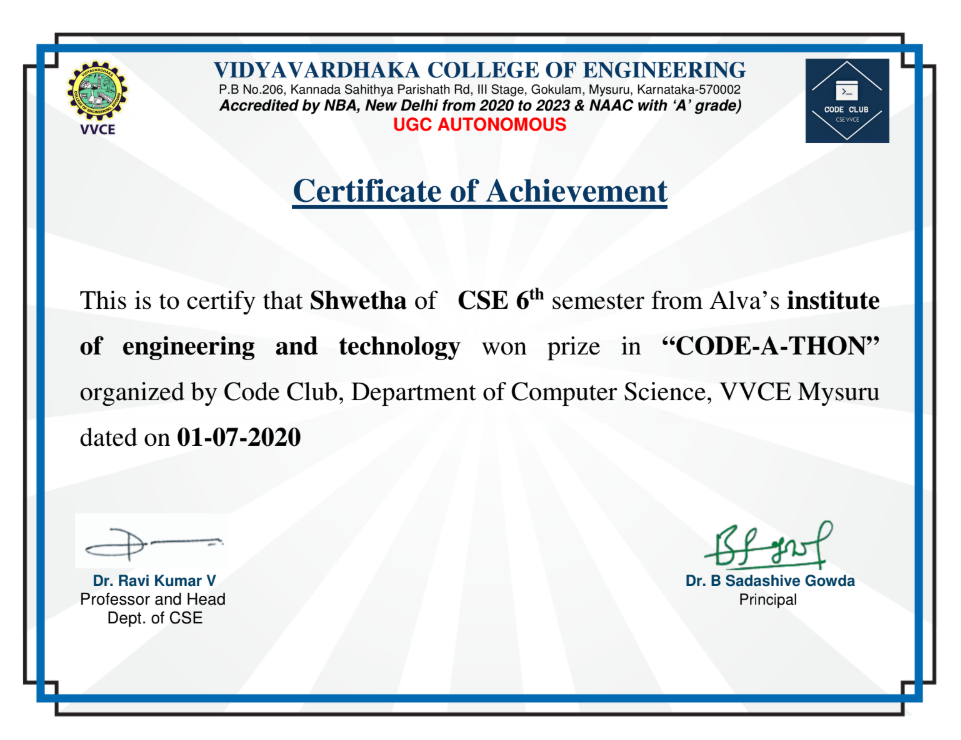 VIDYAVARDHAKA COLLEGE OF ENGINEERING
P.B No.206, Kannada Sahithya Parishath Rd, III Stage, Gokulam, Mysuru, Karnataka-570002
Accredited by NBA, New Delhi from 2020 to 2023 & NAAC with ‘A’ grade)
UGC AUTONOMOUS
VVCE
CODE CLUB
CSE VVCE
Certificate of Achievement
This is to certify that Shwetha of CSE 6th semester from Alva’s institute
of engineering and technology won prize in “CODE-A-THON”
organized by Code Club, Department of Computer Science, VVCE Mysuru
dated on 01-07-2020
Dr. Ravi Kumar V
Professor and Head
Dept. of CSE
Dr. B Sadashive Gowda
Principal